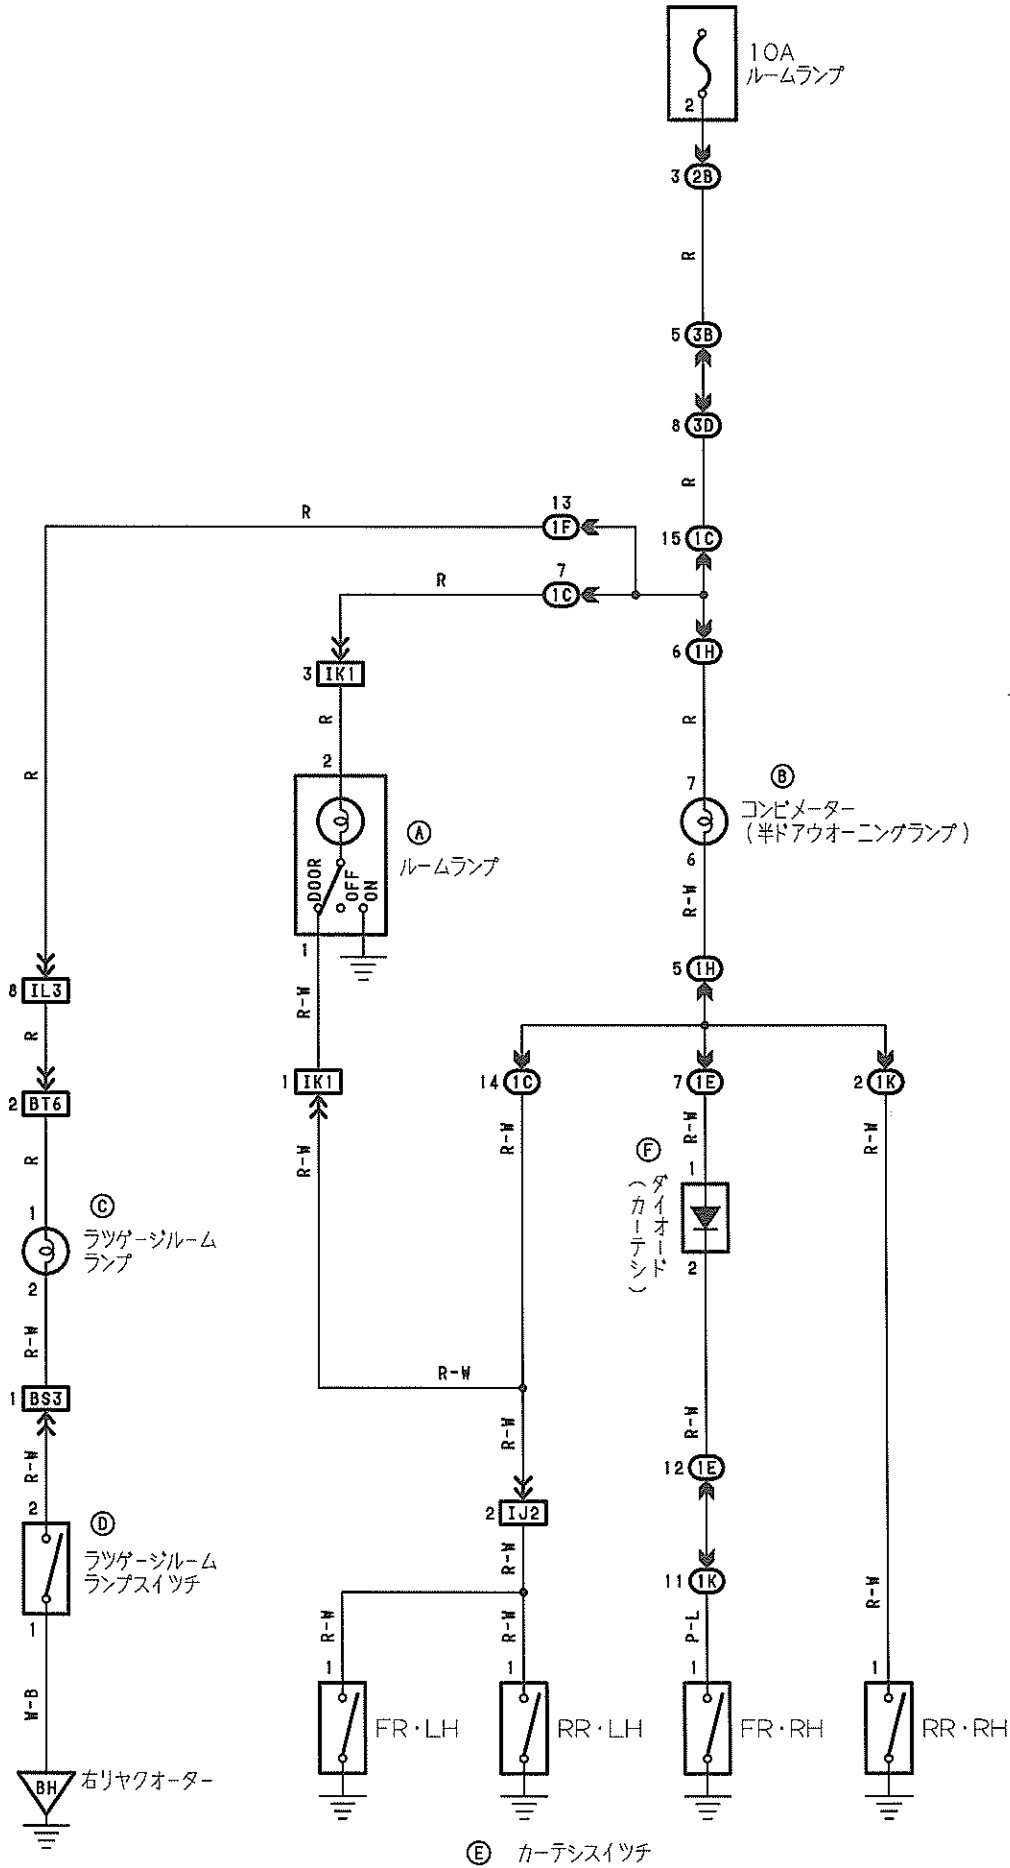 10A
ルームランプ
2
3 2B
R
5 3B
8 3D
R
15 1C
13
1F
R
7
1C
R
6 1H
3 IK1
R
R
R
2
7
Ⓐ
ルームランプ
DOOR
OFF
ON
1
Ⓑ
コンビメーター
(半ドアウオーニングランプ)
6
R-W
5 1H
8 IL3
R
2 BT6
R
R-W
1 IK1
R-W
14 1C
R-W
7 1E
R-W
2 1K
R-W
Ⓕ
ダイオード
(カーテシ)
1
2
1
Ⓒ
ラツゲージルーム
ランプ
2
R-W
1 BS3
R-W
R-W
R-W
R-W
12 1E
2 IJ2
R-W
11 1K
2
Ⓓ
ラツゲージルーム
ランプスイツチ
1
R-W
R-W
P-L
R-W
1
FR・LH
1
RR・LH
1
FR・RH
1
RR・RH
W-B
BH
右リヤクオーター
Ⓔ カーテシスイツチ